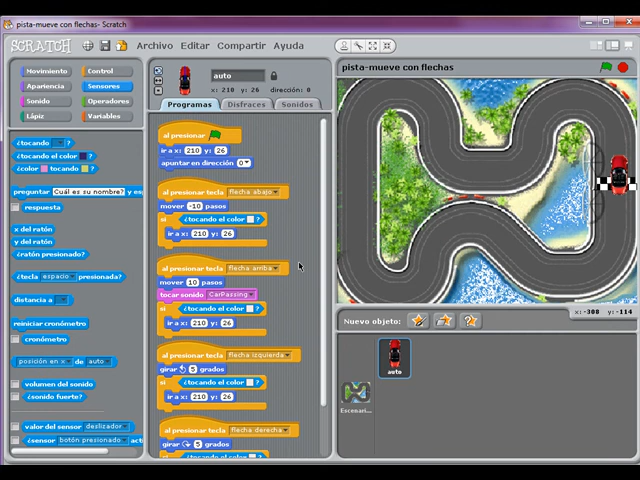 pista-mueve con flechas- Scratch
SCRATCH
Archivo Editar Compartir Ayuda
Movimiento Control
Apariencia Sensores
Sonido Operadores
Lápiz Variables
¿tocando ?
¿tocando el color ?
¿color tocando ?
preguntar Cuál es su nombre? y es
respuesta
x del ratón
y del ratón
¿ratón presionado?
¿tecla espacio presionada?
distancia a
reiniciar cronómetro
cronómetro
posición en x de auto
volumen del sonido
¿sonido fuerte?
valor del sensor deslizador
¿sensor botón presionado act
auto
x: 210 y: 26 dirección: 0
Programas Disfraces Sonidos
al presionar
ir a x: 210 y: 26
apuntar en dirección 0
al presionar tecla flecha abajo
mover -10 pasos
si ¿tocando el color ?
ir a x: 210 y: 26
al presionar tecla flecha arriba
mover 10 pasos
tocar sonido CarPassing
si ¿tocando el color ?
ir a x: 210 y: 26
al presionar tecla flecha izquierda
girar 5 grados
si ¿tocando el color ?
ir a x: 210 y: 26
al presionar tecla flecha derecha
girar 5 grados
si ¿tocando el color ?
pista-mueve con flechas
x: -308 y: -114
Nuevo objeto:
auto
Escenari...